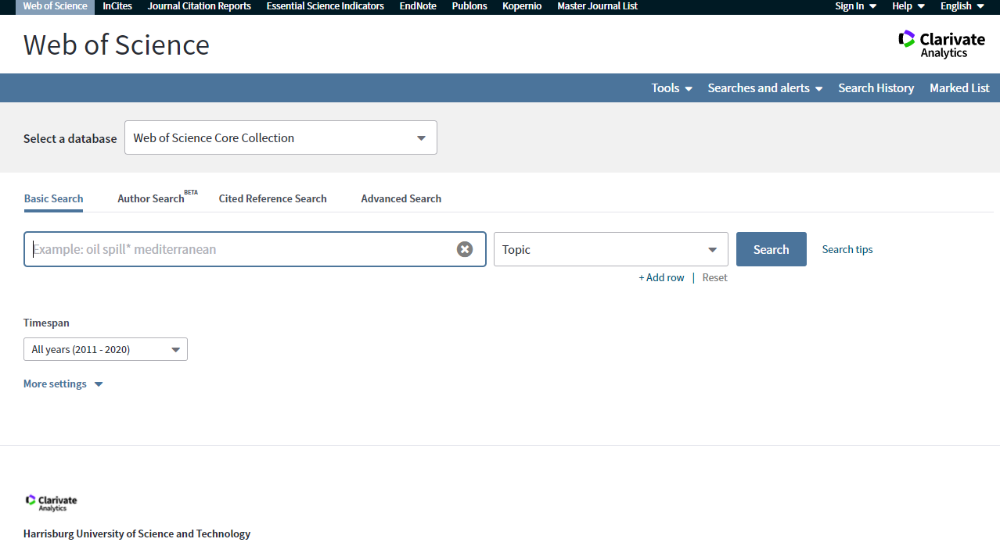 Web of Science InCites Journal Citation Reports Essential Science Indicators EndNote Publons Kopernio Master Journal List Sign In Help English
Web of Science
Clarivate
Analytics
Tools Searches and alerts Search History Marked List
Select a database Web of Science Core Collection
Basic Search Author Search BETA Cited Reference Search Advanced Search
Example: oil spill* mediterranean Topic Search Search tips
+ Add row | Reset
Timespan
All years (2011 - 2020)
More settings
Clarivate
Analytics
Harrisburg University of Science and Technology